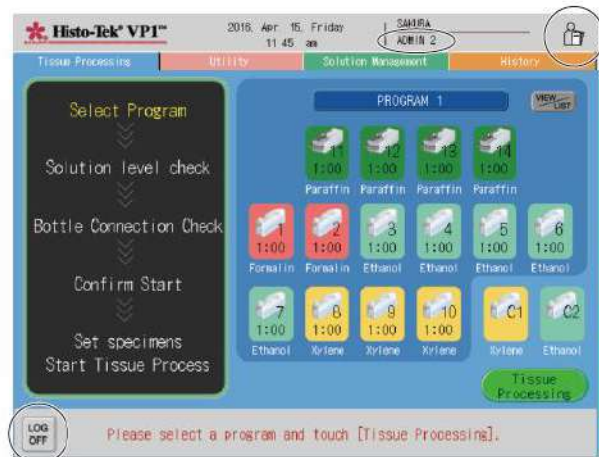 Histo-Tek® VP1™
2016. Apr 15, Friday
11 45 am
SAKURA
ADMIN 2
Tissue Processing
Utility
Solution Management
History
Select Program
Solution level check
Bottle Connection Check
Confirm Start
Set specimens
Start Tissue Process
PROGRAM 1
VIEW LIST
11 12 13 14
1:00 1:00 1:00 1:00
Paraffin Paraffin Paraffin Paraffin
1 2 3 4 5 6
1:00 1:00 1:00 1:00 1:00 1:00
Formalin Formalin Ethanol Ethanol Ethanol Ethanol
7 8 9 10 C1 C2
1:00 1:00 1:00 1:00
Ethanol Xylene Xylene Xylene Xylene Ethanol
Tissue
Processing
LOG
OFF
Please select a program and touch [Tissue Processing].